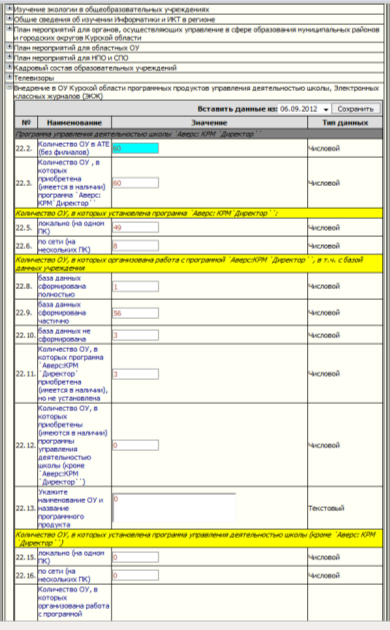 Изучение экологии в общеобразовательных учреждениях
Общие сведения об изучении Информатики и ИКТ в регионе
План мероприятий для органов, осуществляющих управление в сфере образования муниципальных районов
и городских округов Курской области
План мероприятий для областных ОУ
План мероприятий для НПО и СПО
Кадровый состав образовательных учреждений
Телевизоры
Внедрение в ОУ Курской области программных продуктов управления деятельностью школы, Электронных
классных журналов (ЭКЖ)
Вставить данные из: 06.09.2012 Сохранить
№ Наименование Значение Тип данных
Программа управления деятельностью школы `Аверс: КРМ `Директор``
22.2. Количество ОУ в АТЕ
(без филиалов) 60 Числовой
22.3. Количество ОУ , в
которых
приобретена
(имеется в наличии)
программа `Аверс:
КРМ `Директор`` 60 Числовой
Количество ОУ, в которых установлена программа `Аверс: КРМ `Директор``:
22.5. локально (на одном
ПК) 49 Числовой
22.6. по сети (на
нескольких ПК) 8 Числовой
Количество ОУ, в которых организована работа с программой `Аверс:КРМ `Директор``, в т.ч. с базой
данных учреждения
22.8. база данных
сформирована
полностью 1 Числовой
22.9. база данных
сформирована
частично 56 Числовой
22.10. база данных не
сформирована 3 Числовой
22.11. Количество ОУ, в
которых программа
`Аверс:КРМ
`Директор`
приобретена
(имеется в наличии),
но не установлена 3 Числовой
22.12. Количество ОУ, в
которых
приобретены
(имеются в наличии)
программы
управления
деятельностью
школы (кроме
`Аверс:КРМ
`Директор``) 0 Числовой
22.13. Укажите
наименование ОУ и
название
программного
продукта 0 Текстовый
Количество ОУ, в которых установлена программа управления деятельностью школы (кроме `Аверс: КРМ
`Директор``)
22.15. локально (на одном
ПК) 0 Числовой
22.16. по сети (на
нескольких ПК) 0 Числовой
Количество ОУ, в
которых
организована работа
с программой